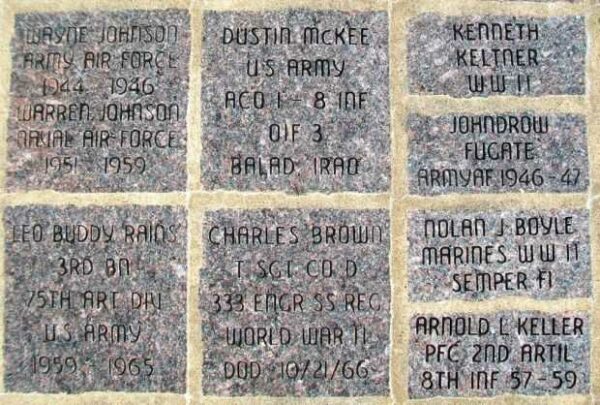 WAYNE JOHNSON
ARMY AIR FORCE
1944 1946
WARREN JOHNSON
NAVAL AIR FORCE
1951 1959
DUSTIN McKEE
US ARMY
ACO 1 - 8 INF
OIF 3
BALAD, IRAQ
KENNETH
KELTNER
WW II
JOHNDROW
FUGATE
ARMYAF 1946-47
LEO BUDDY RAINS
3RD BN
75TH ART DIV
U S ARMY
1959 1965
CHARLES BROWN
T SGT CO D
333 ENGR SS REG
WORLD WAR II
DOD 10/21/66
NOLAN J BOYLE
MARINES WW II
SEMPER FI
ARNOLD L KELLER
PFC 2ND ARTIL
8TH INF 57-59